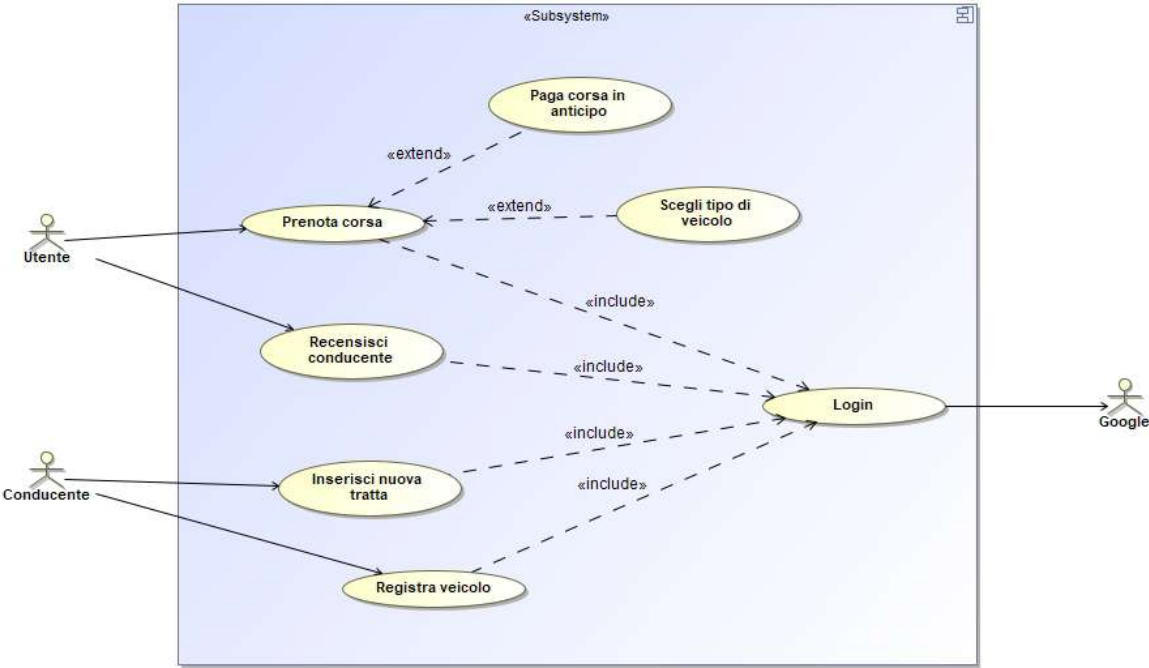 «Subsystem»
Paga corsa in
anticipo
«extend»
Scegli tipo di
veicolo
«extend»
Prenota corsa
Utente
«include»
Recensisci
conducente
«include»
Login
Google
«include»
Inserisci nuova
tratta
«include»
Conducente
Registra veicolo